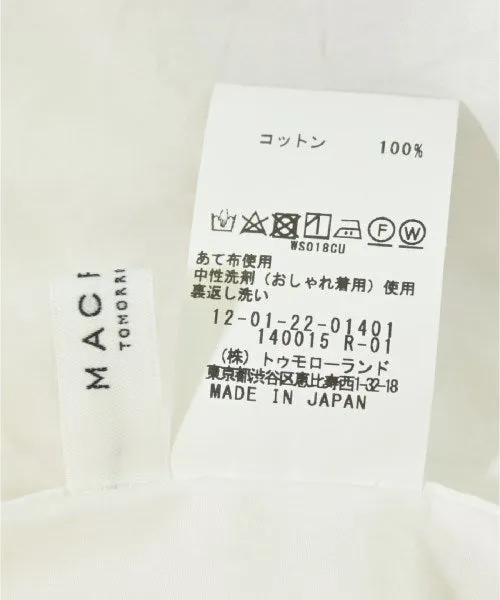 コットン 100%
WS018CU
あて布使用
中性洗剤（おしゃれ着用）使用
裏返し洗い
12-01-22-01401
140015 R-01
（株）トゥモローランド
東京都渋谷区恵比寿西1-32-18
MADE IN JAPAN
F W